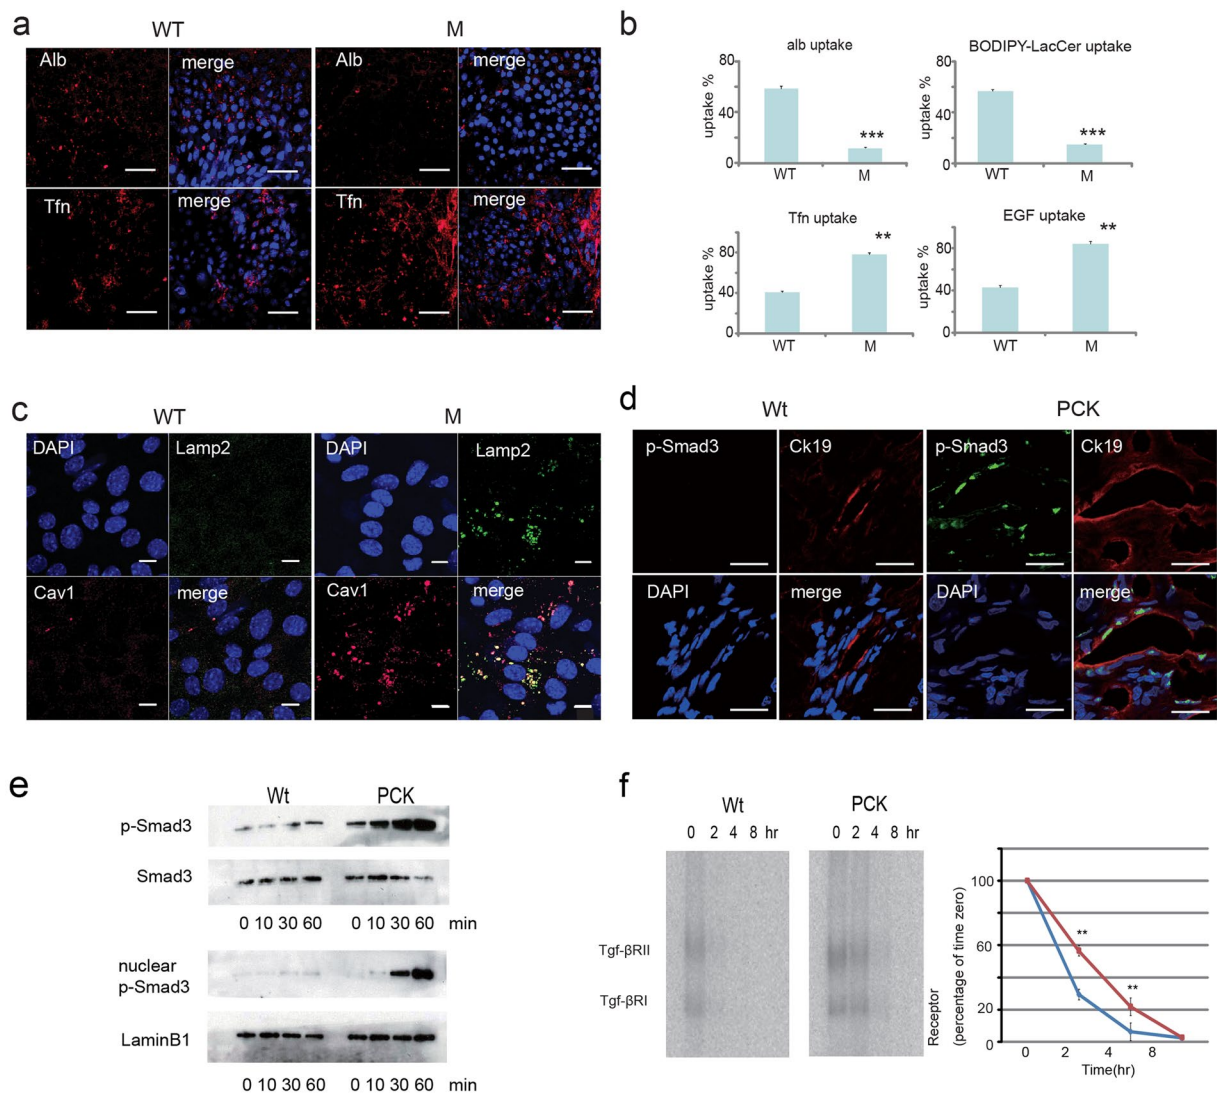 a
WT
M
Alb
merge
Alb
merge
Tfn
merge
Tfn
merge
b
alb uptake
uptake %
80
40
0
WT
M
***
BODIPY-LacCer uptake
uptake %
80
40
0
WT
M
***
Tfn uptake
uptake %
80
40
0
WT
M
**
EGF uptake
uptake %
80
40
0
WT
M
**
c
WT
M
DAPI
Lamp2
DAPI
Lamp2
Cav1
merge
Cav1
merge
d
Wt
PCK
p-Smad3
Ck19
p-Smad3
Ck19
DAPI
merge
DAPI
merge
e
Wt
PCK
p-Smad3
Smad3
0 10 30 60 0 10 30 60 min
nuclear
p-Smad3
LaminB1
0 10 30 60 0 10 30 60 min
f
Wt
PCK
0 2 4 8 hr
0 2 4 8 hr
Tgf-βRII
Tgf-βRI
Receptor
(percentage of time zero)
100
60
20
0
**
**
0 2 4 8
Time(hr)